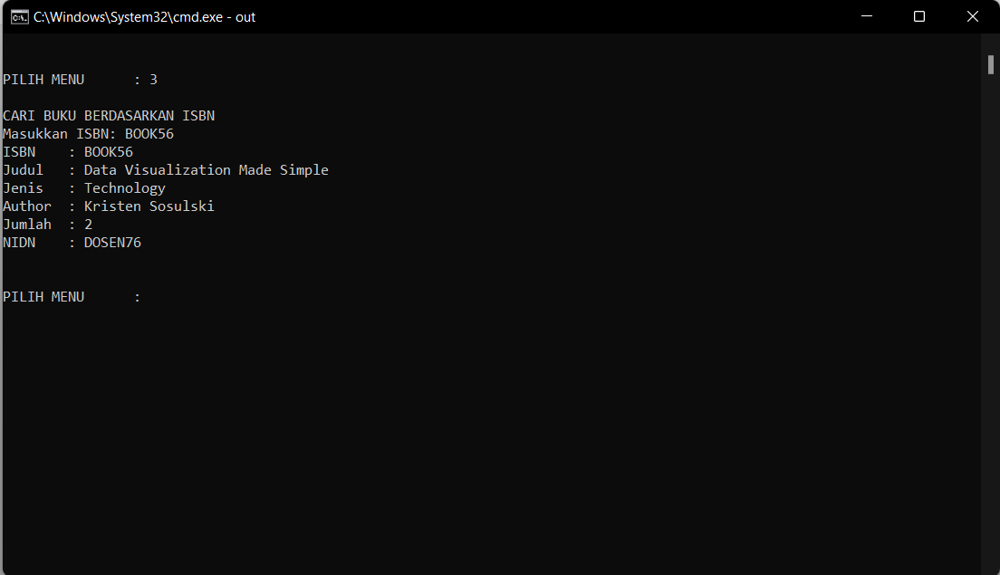 C:\Windows\System32\cmd.exe - out
PILIH MENU      : 3
CARI BUKU BERDASARKAN ISBN
Masukkan ISBN: BOOK56
ISBN    : BOOK56
Judul   : Data Visualization Made Simple
Jenis   : Technology
Author  : Kristen Sosulski
Jumlah  : 2
NIDN    : DOSEN76
PILIH MENU      :